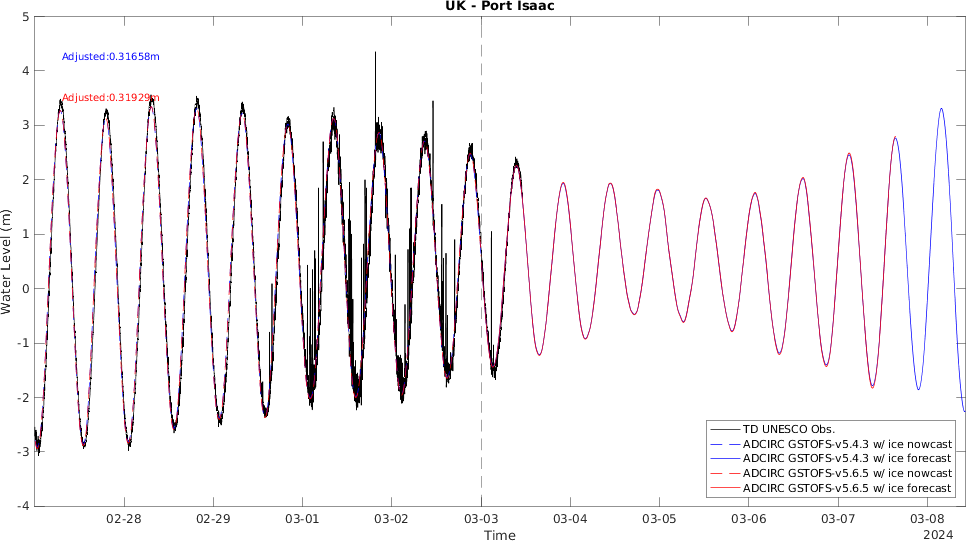 UK - Port Isaac
Adjusted:0.31658m
Adjusted:0.31929m
Water Level (m)
5
4
3
2
1
0
-1
-2
-3
-4
02-28
02-29
03-01
03-02
03-03
03-04
03-05
03-06
03-07
03-08
2024
Time
TD UNESCO Obs.
ADCIRC GSTOFS-v5.4.3 w/ ice nowcast
ADCIRC GSTOFS-v5.4.3 w/ ice forecast
ADCIRC GSTOFS-v5.6.5 w/ ice nowcast
ADCIRC GSTOFS-v5.6.5 w/ ice forecast